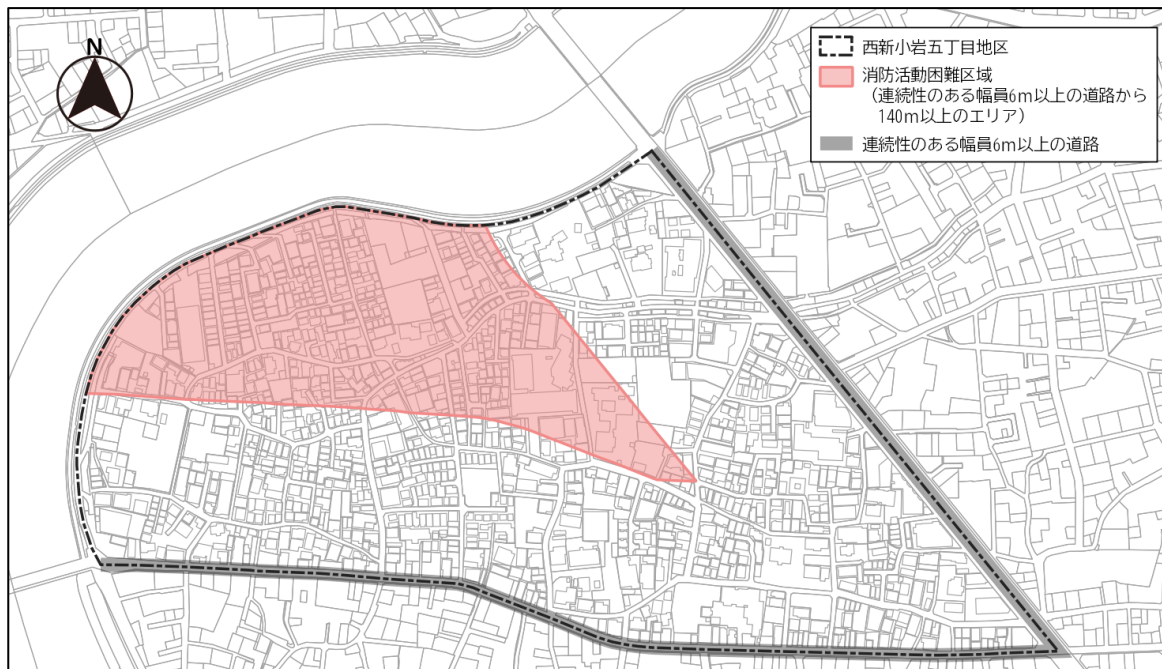 N
西新小岩五丁目地区
消防活動困難区域
（連続性のある幅員6m以上の道路から
140m以上のエリア）
連続性のある幅員6m以上の道路